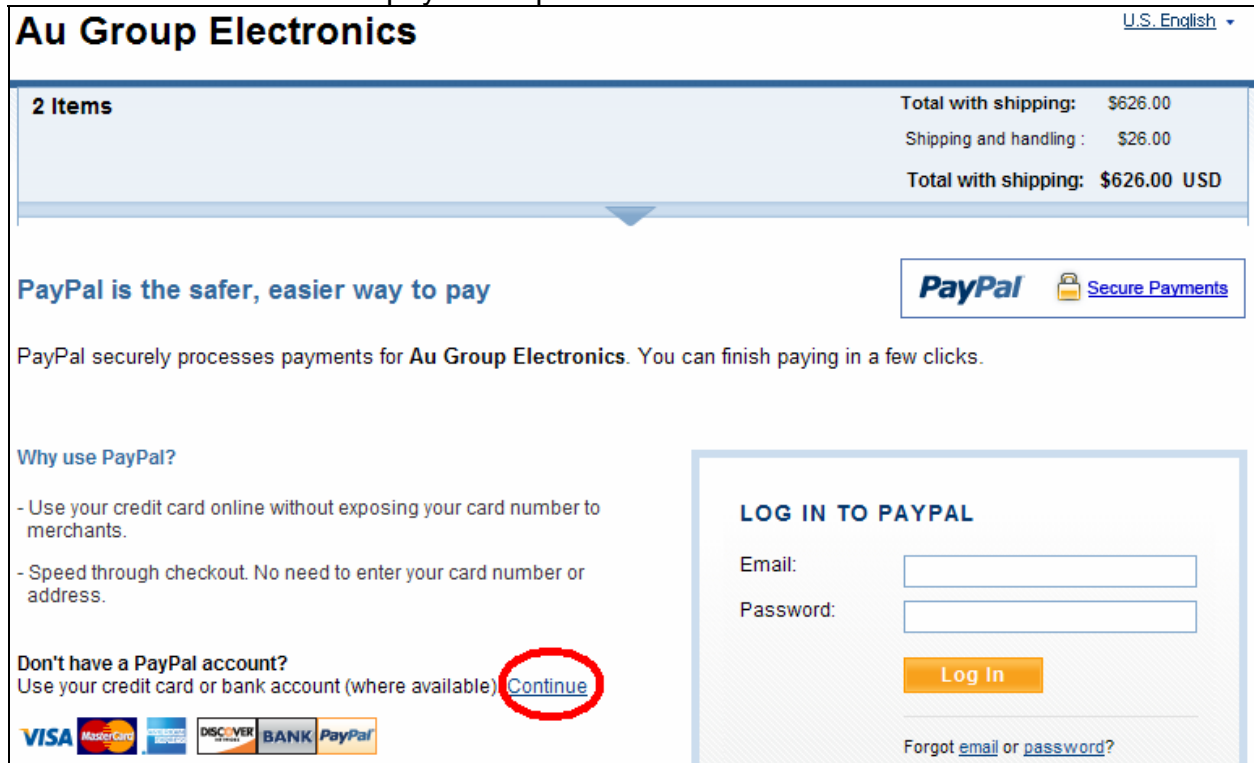 Au Group Electronics
U.S. English
2 Items
Total with shipping: $626.00
Shipping and handling : $26.00
Total with shipping: $626.00 USD
PayPal is the safer, easier way to pay
PayPal Secure Payments
PayPal securely processes payments for Au Group Electronics. You can finish paying in a few clicks.
Why use PayPal?
- Use your credit card online without exposing your card number to
merchants.
- Speed through checkout. No need to enter your card number or
address.
Don't have a PayPal account?
Use your credit card or bank account (where available). Continue
VISA MasterCard DISCOVER BANK PayPal
LOG IN TO PAYPAL
Email:
Password:
Log In
Forgot email or password?